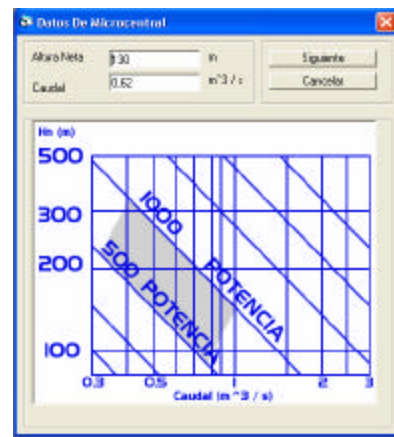 Datos De Microcentral
Altura Neta 130 m Siguiente
Caudal 0.62 m^3 / s Cancelar
Hn (m)
500
300
200
100
1000 POTENCIA
500 POTENCIA
0.3 0.5 1 2 3
Caudal (m ^3 / s)